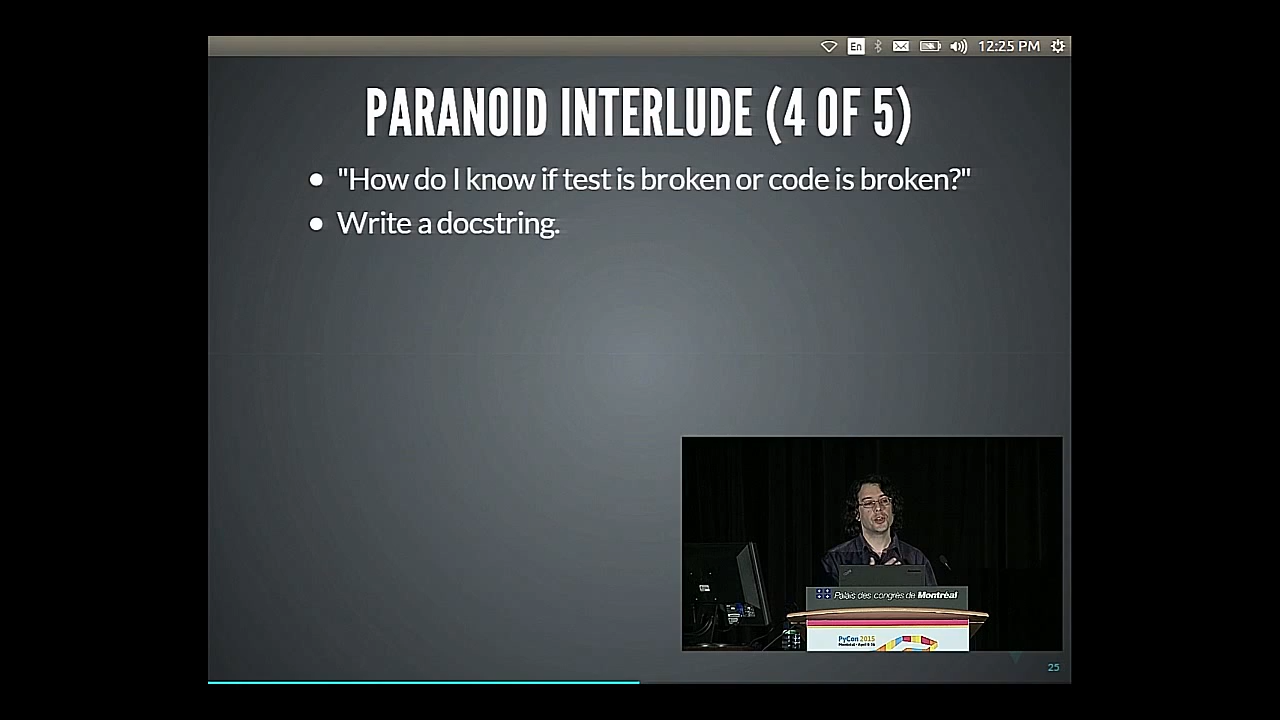 En
12:25 PM
PARANOID INTERLUDE (4 OF 5)
"How do I know if test is broken or code is broken?"
Write a docstring.
Palais des congrès de Montréal
PyCon 2015
25